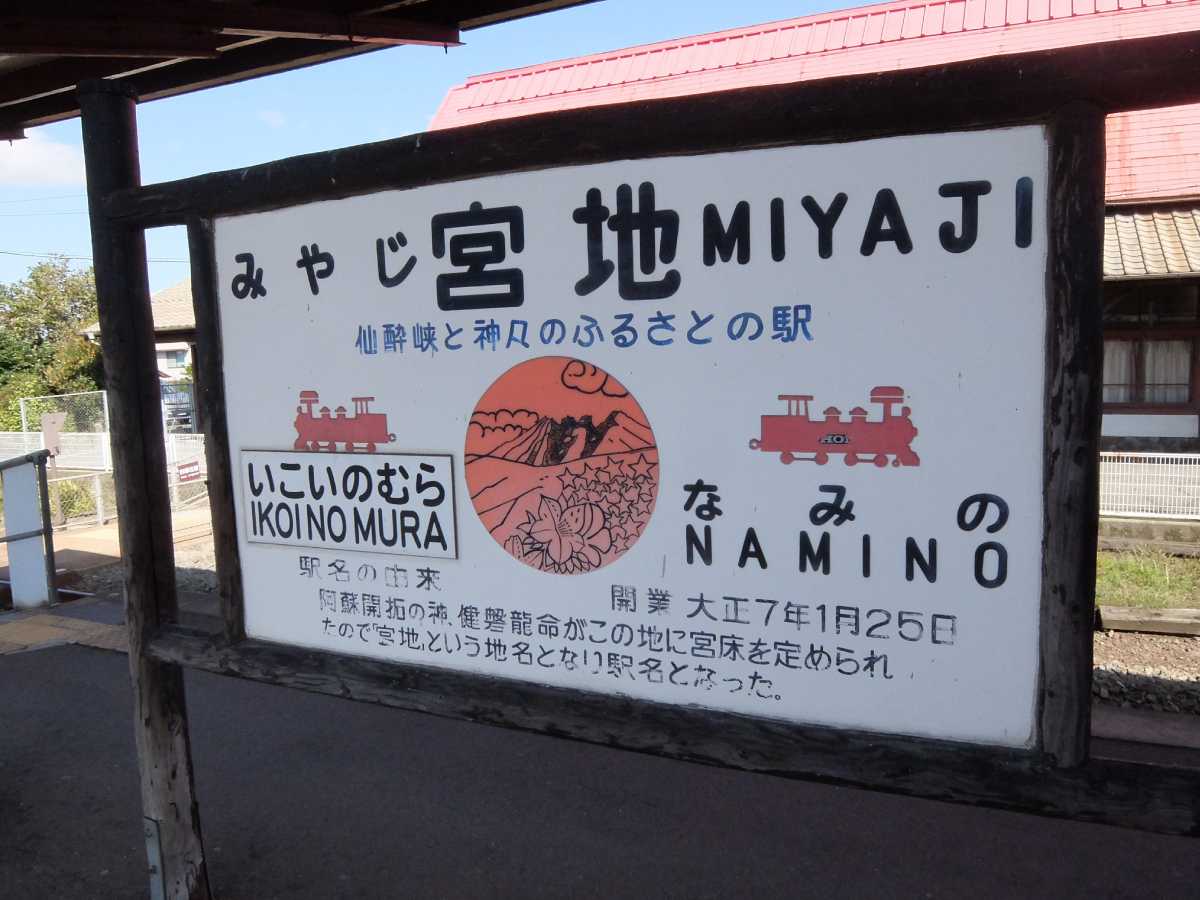 みやじ 宮地 MIYAJI
仙酔峡と神々のふるさとの駅
いこいのむら
IKOI NO MURA
なみの
NAMINO
駅名の由来
開業 大正7年1月25日
阿蘇開拓の神、健磐龍命がこの地に宮床を定められ
たので「宮地」という地名となり駅名となった。